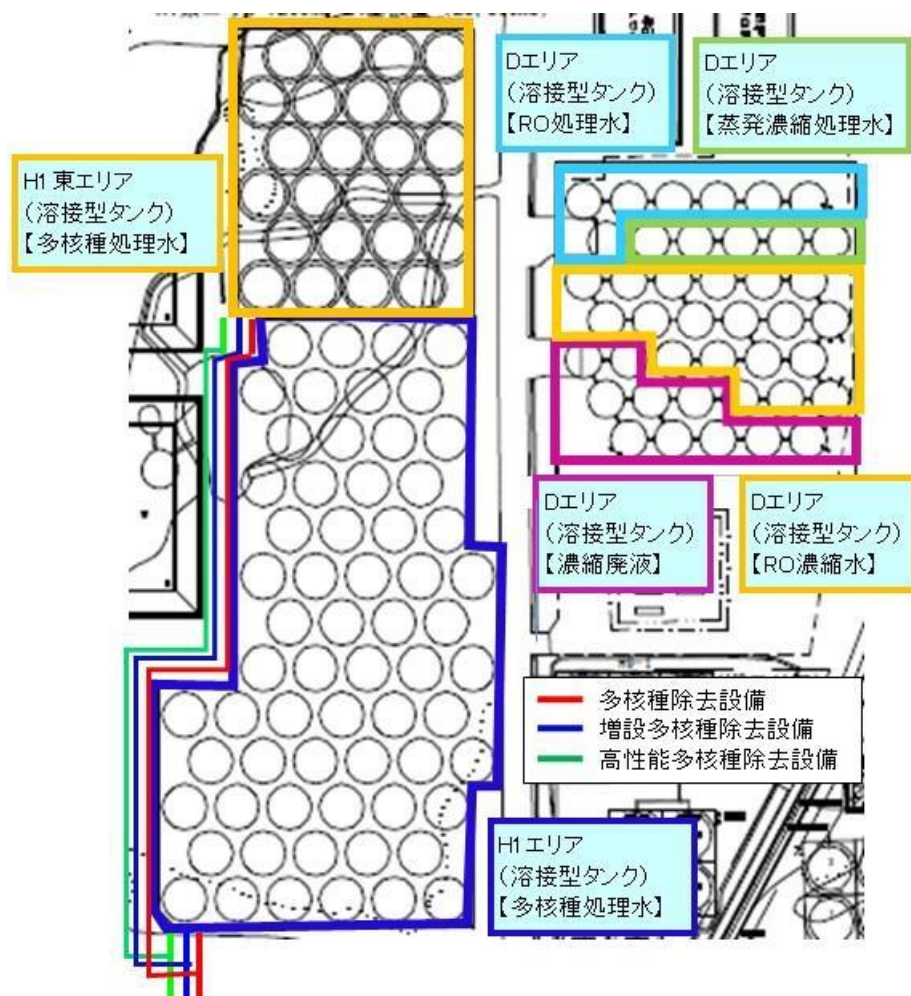 Dエリア
(溶接型タンク)
【RO処理水】
Dエリア
(溶接型タンク)
【蒸発濃縮処理水】
H1 東エリア
(溶接型タンク)
【多核種処理水】
Dエリア
(溶接型タンク)
【濃縮廃液】
Dエリア
(溶接型タンク)
【RO濃縮水】
多核種除去設備
増設多核種除去設備
高性能多核種除去設備
H1エリア
(溶接型タンク)
【多核種処理水】